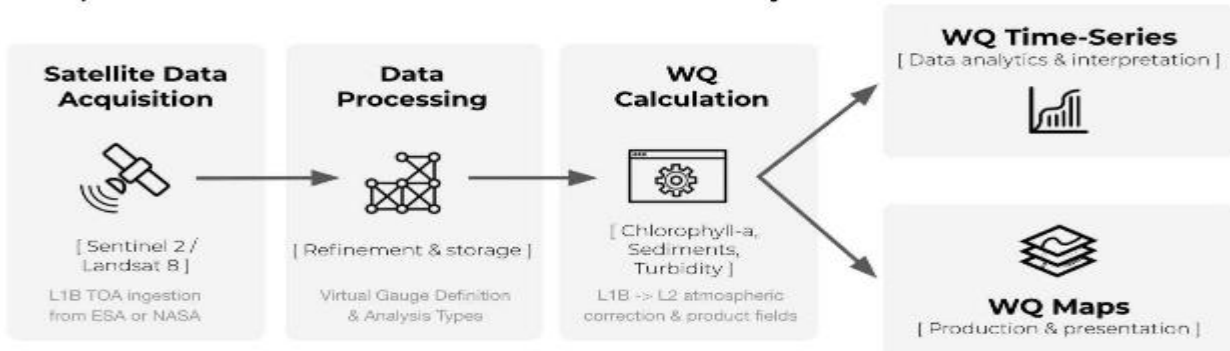 Satellite Data
Acquisition
[ Sentinel 2 /
Landsat 8 ]
L1B TOA ingestion
from ESA or NASA
Data
Processing
[ Refinement & storage ]
Virtual Gauge Definition
& Analysis Types
WQ
Calculation
[ Chlorophyll-a,
Sediments,
Turbidity ]
L1B -> L2 atmospheric
correction & product fields
WQ Time-Series
[ Data analytics & interpretation ]
WQ Maps
[ Production & presentation ]